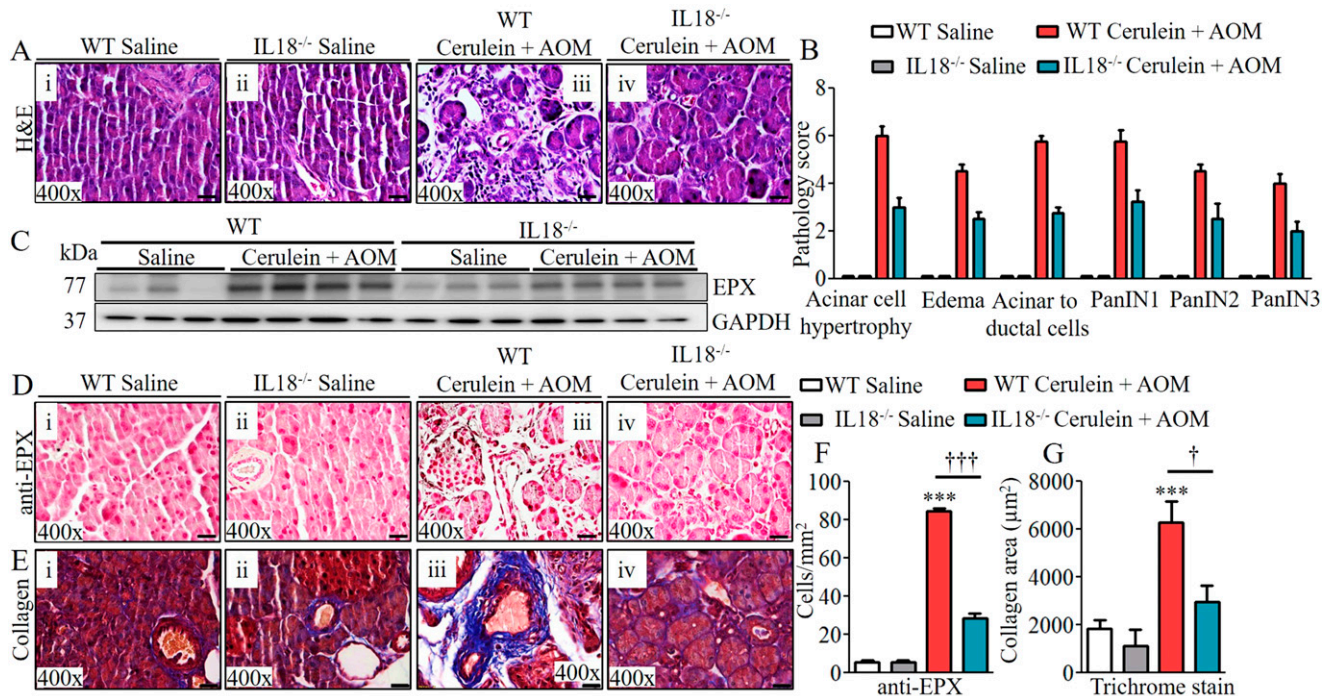 A
WT Saline
IL18-/- Saline
WT
Cerulein + AOM
IL18-/-
Cerulein + AOM
H&E
i
ii
iii
iv
400x
400x
400x
400x
B
WT Saline
WT Cerulein + AOM
IL18-/- Saline
IL18-/- Cerulein + AOM
Pathology score
8
6
4
2
0
Acinar cell
hypertrophy
Edema
Acinar to
ductal cells
PanIN1
PanIN2
PanIN3
C
WT
IL18-/-
kDa
Saline
Cerulein + AOM
Saline
Cerulein + AOM
77
EPX
37
GAPDH
D
WT Saline
IL18-/- Saline
WT
Cerulein + AOM
IL18-/-
Cerulein + AOM
anti-EPX
i
ii
iii
iv
400x
400x
400x
400x
E
Collagen
i
ii
iii
iv
400x
400x
400x
400x
WT Saline
WT Cerulein + AOM
IL18-/- Saline
IL18-/- Cerulein + AOM
F
†††
***
Cells/mm²
100
80
60
40
20
0
anti-EPX
G
†
***
Collagen area (µm²)
8000
6000
4000
2000
0
Trichrome stain